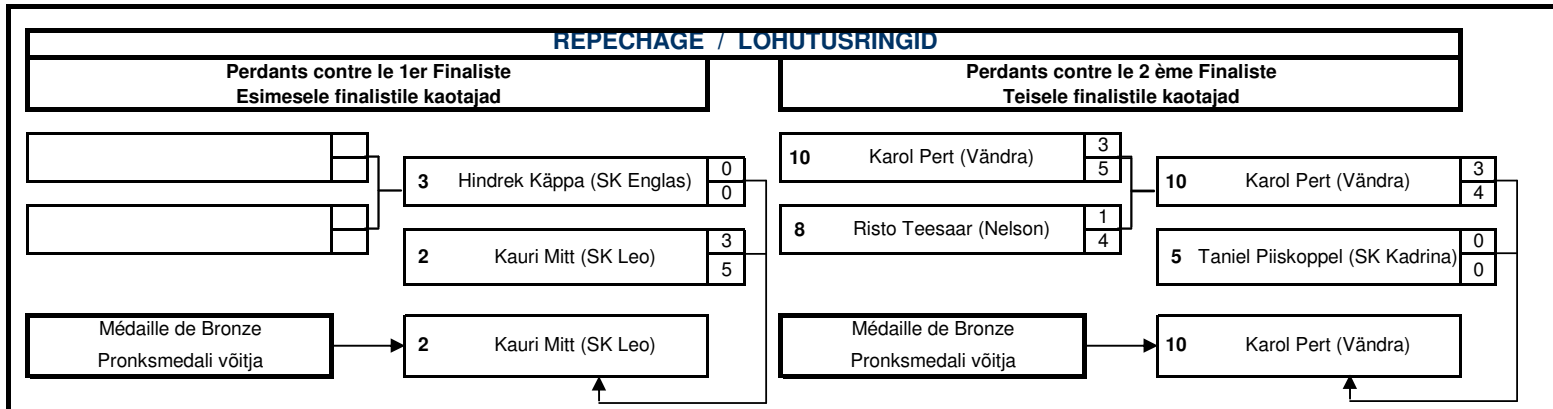 REPECHAGE / LOHUTUSRINGID
Perdants contre le 1er Finaliste
Esimesele finalistile kaotajad
Perdants contre le 2 ème Finaliste
Teisele finalistile kaotajad
3 Hindrek Käppa (SK Englas) 0
0
2 Kauri Mitt (SK Leo) 3
5
10 Karol Pert (Vändra) 3
5
8 Risto Teesaar (Nelson) 1
4
10 Karol Pert (Vändra) 3
4
5 Taniel Piiskoppel (SK Kadrina) 0
0
Médaille de Bronze
Pronksmedali võitja
2 Kauri Mitt (SK Leo)
Médaille de Bronze
Pronksmedali võitja
10 Karol Pert (Vändra)